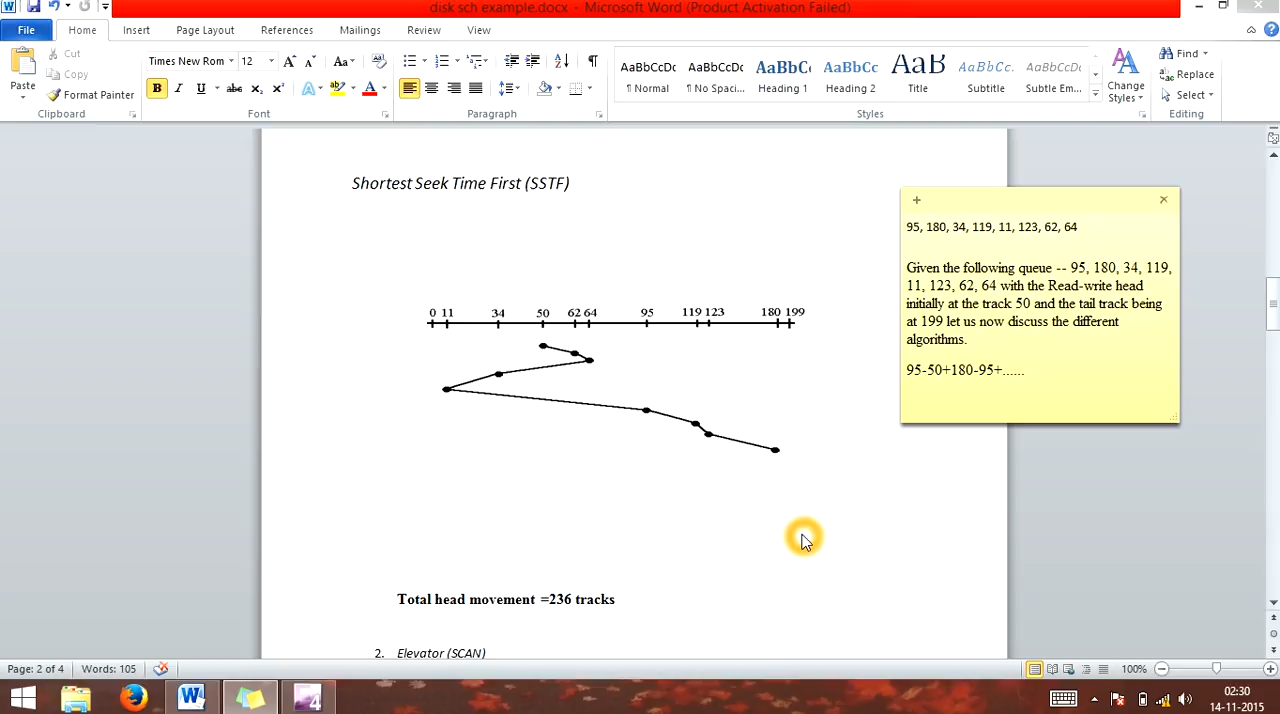 disk sch example.docx - Microsoft Word (Product Activation Failed)
File Home Insert Page Layout References Mailings Review View
Paste
Cut
Copy
Format Painter
Clipboard
Times New Rom 12
Font
Paragraph
AaBbCcDc AaBbCcDc AaBbCc AaBbCc AaB AaBbCc. AaBbCcDc
¶ Normal ¶ No Spaci... Heading 1 Heading 2 Title Subtitle Subtle Em...
Change Styles
Styles
Find
Replace
Select
Editing
Shortest Seek Time First (SSTF)
0 11 34 50 62 64 95 119 123 180 199
Total head movement =236 tracks
2. Elevator (SCAN)
95, 180, 34, 119, 11, 123, 62, 64
Given the following queue -- 95, 180, 34, 119,
11, 123, 62, 64 with the Read-write head
initially at the track 50 and the tail track being
at 199 let us now discuss the different
algorithms.
95-50+180-95+......
Page: 2 of 4 Words: 105 100%
02:30
14-11-2015